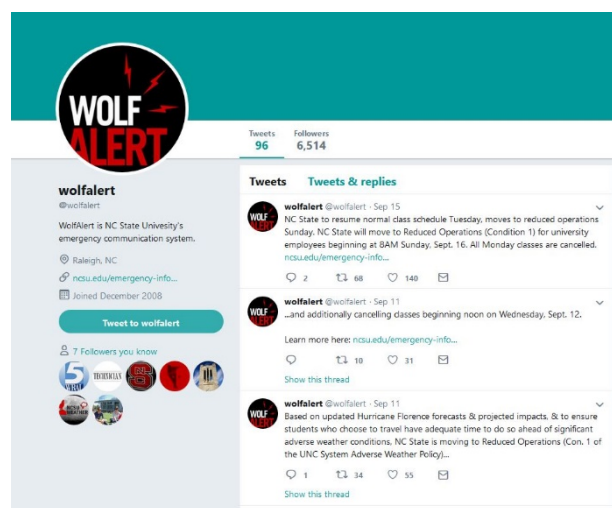 WOLF
ALERT
Tweets
Followers
96
6,514
wolfalert
@wolfalert
WolfAlert is NC State Univesity's
emergency communication system.
Raleigh, NC
ncsu.edu/emergency-info...
Joined December 2008
Tweet to wolfalert
7 Followers you know
5
TECHNICIAN
Tweets
Tweets & replies
wolfalert @wolfalert · Sep 15
NC State to resume normal class schedule Tuesday, moves to reduced operations
Sunday. NC State will move to Reduced Operations (Condition 1) for university
employees beginning at 8AM Sunday, Sept. 16. All Monday classes are cancelled.
ncsu.edu/emergency-info...
2
68
140
wolfalert @wolfalert · Sep 11
...and additionally cancelling classes beginning noon on Wednesday, Sept. 12.
Learn more here: ncsu.edu/emergency-info...
10
31
Show this thread
wolfalert @wolfalert · Sep 11
Based on updated Hurricane Florence forecasts & projected impacts, & to ensure
students who choose to travel have adequate time to do so ahead of significant
adverse weather conditions, NC State is moving to Reduced Operations (Con. 1 of
the UNC System Adverse Weather Policy)...
1
34
55
Show this thread